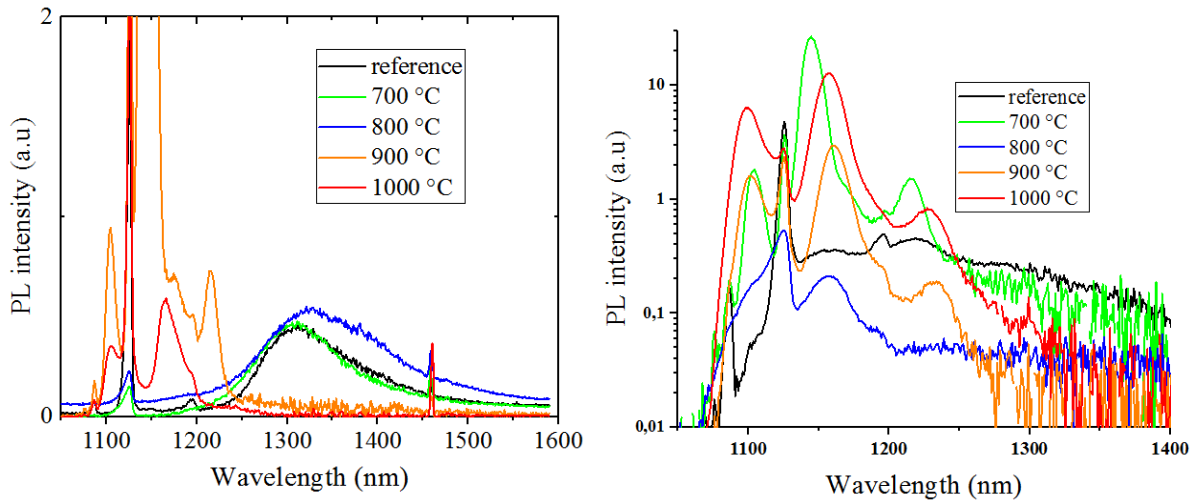 2
0
PL intensity (a.u)
reference
700 °C
800 °C
900 °C
1000 °C
1100 1200 1300 1400 1500 1600
Wavelength (nm)
10
1
0,1
0,01
PL intensity (a.u)
reference
700 °C
800 °C
900 °C
1000 °C
1100 1200 1300 1400
Wavelength (nm)